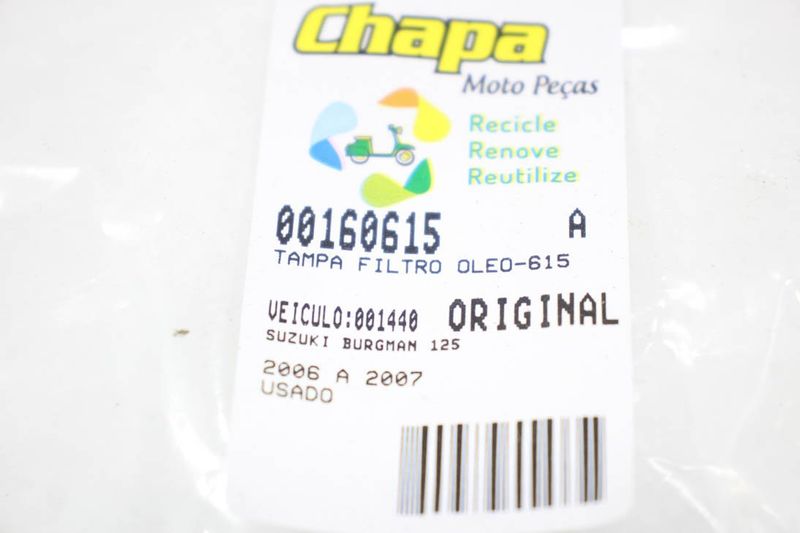 Chapa
Moto Peças
Recicle
Renove
Reutilize
00160615 A
TAMPA FILTRO OLEO-615
VEICULO:001440 ORIGINAL
SUZUKI BURGMAN 125
2006 A 2007
USADO